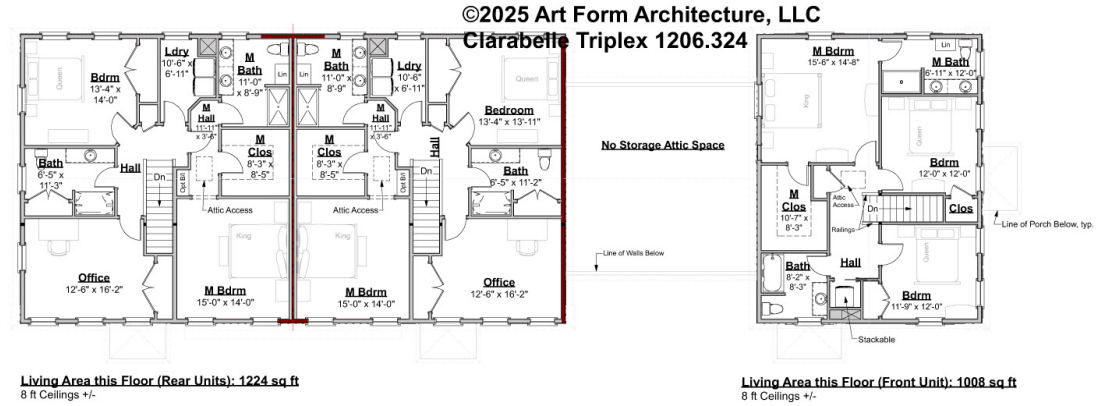 ©2025 Art Form Architecture, LLC
Clarabelle Triplex 1206.324
Queen
Bdrm
13'-4" x
14'-0"
Ldry
10'-6" x
6'-11"
M
Bath
11'-0"
x 8'-9"
Lin
M
Hall
11'-11"
x 3'-6"
M
Clos
8'-3" x
8'-5"
Bath
6'-5" x
11'-3"
Hall
Dn
Opt B/I
Attic Access
Office
12'-6" x 16'-2"
King
M Bdrm
15'-0" x 14'-0"
Lin
M
Bath
11'-0" x
8'-9"
Ldry
10'-6"
x 6'-11"
Queen
Bedroom
13'-4" x 13'-11"
M
Hall
11'-11"
x 3'-6"
M
Clos
8'-3" x
8'-5"
Hall
Dn
Opt B/I
Bath
6'-5" x 11'-2"
Attic Access
King
M Bdrm
15'-0" x 14'-0"
Office
12'-6" x 16'-2"
No Storage Attic Space
Line of Walls Below
M Bdrm
15'-6" x 14'-8"
King
Lin
M Bath
6'-11" x 12'-0"
Queen
Bdrm
12'-0" x 12'-0"
M
Clos
10'-7" x
8'-3"
Attic
Access
Railings
Dn
Clos
Line of Porch Below, typ.
Hall
Bath
8'-2" x
8'-3"
Queen
Bdrm
11'-9" x 12'-0"
Stackable
Living Area this Floor (Rear Units): 1224 sq ft
8 ft Ceilings +/-
Living Area this Floor (Front Unit): 1008 sq ft
8 ft Ceilings +/-